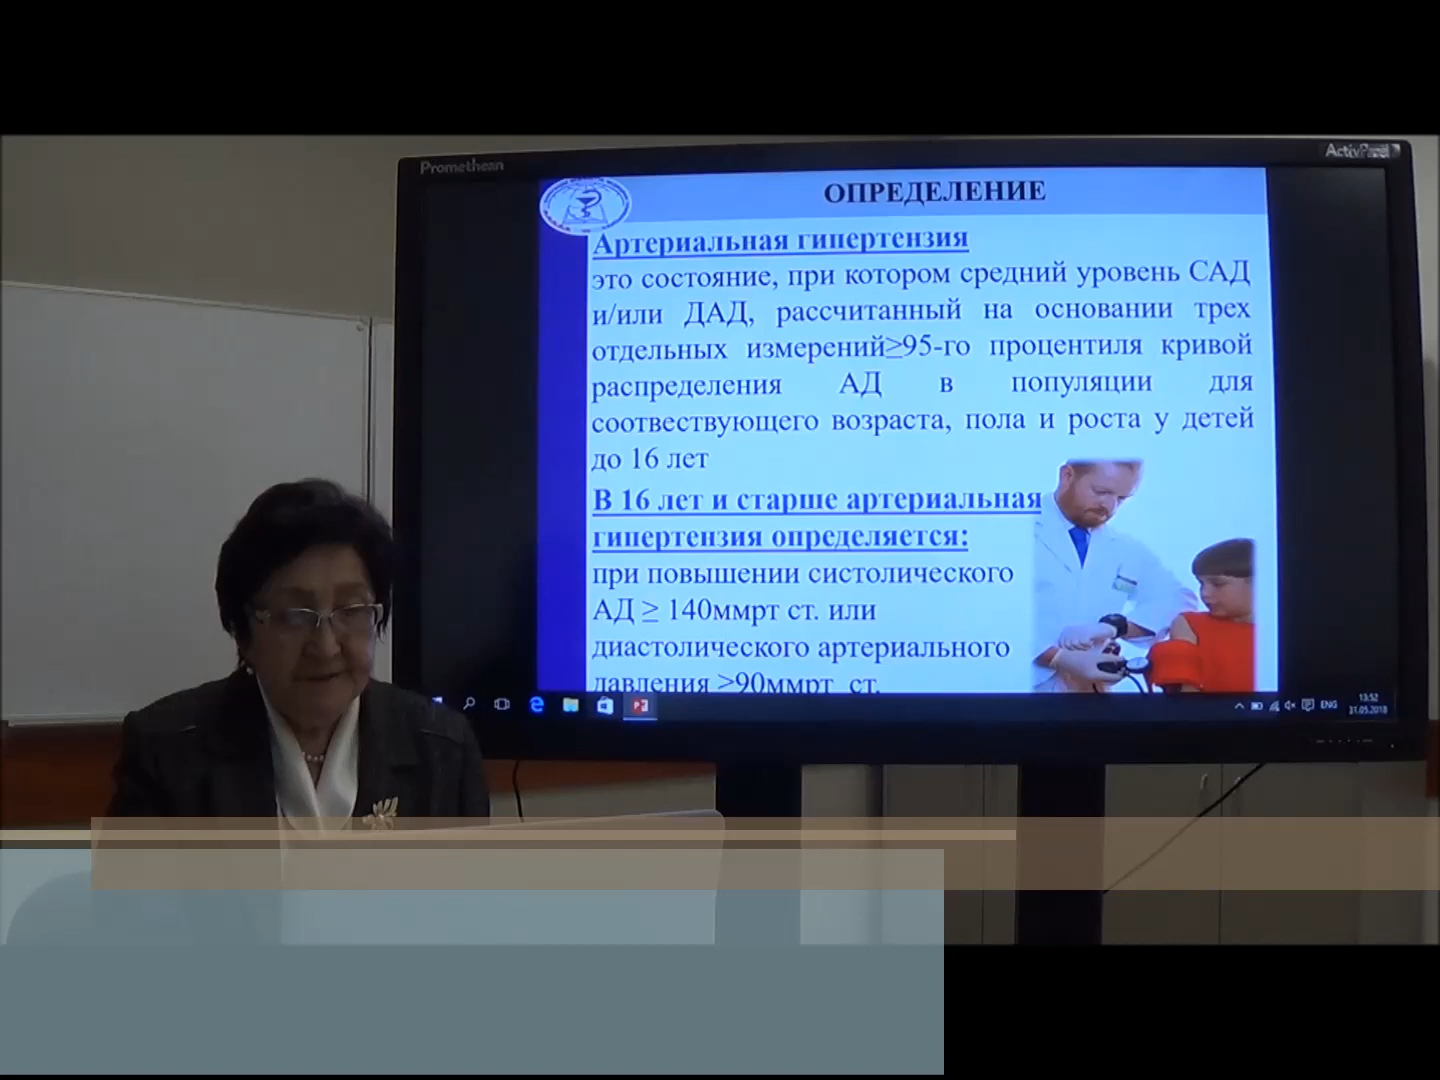 Promethean
ActivPanel
ОПРЕДЕЛЕНИЕ
Артериальная гипертензия
это состояние, при котором средний уровень САД
и/или ДАД, рассчитанный на основании трех
отдельных измерений≥95-го процентиля кривой
распределения АД в популяции для
соотвествующего возраста, пола и роста у детей
до 16 лет
В 16 лет и старше артериальная
гипертензия определяется:
при повышении систолического
АД ≥ 140ммрт ст. или
диастолического артериального
давления ≥90ммрт ст.
ENG
13:52
31.05.2018